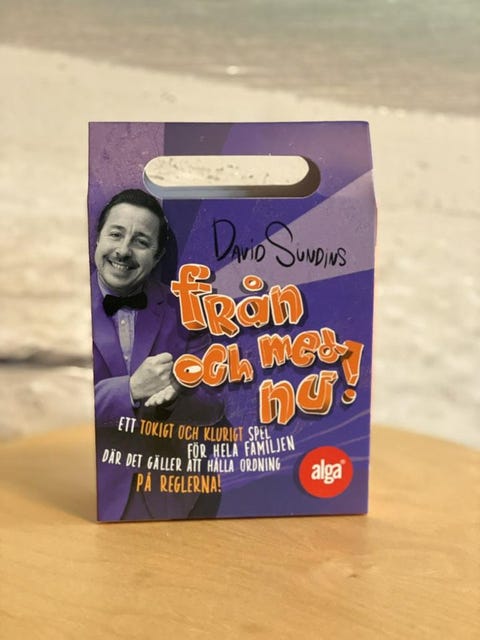 DAVID SUNDINS
från
och med
nu!
ETT TOKIGT OCH KLURIGT SPEL
FÖR HELA FAMILJEN
DÄR DET GÄLLER ATT HÅLLA ORDNING
PÅ REGLERNA!
alga®